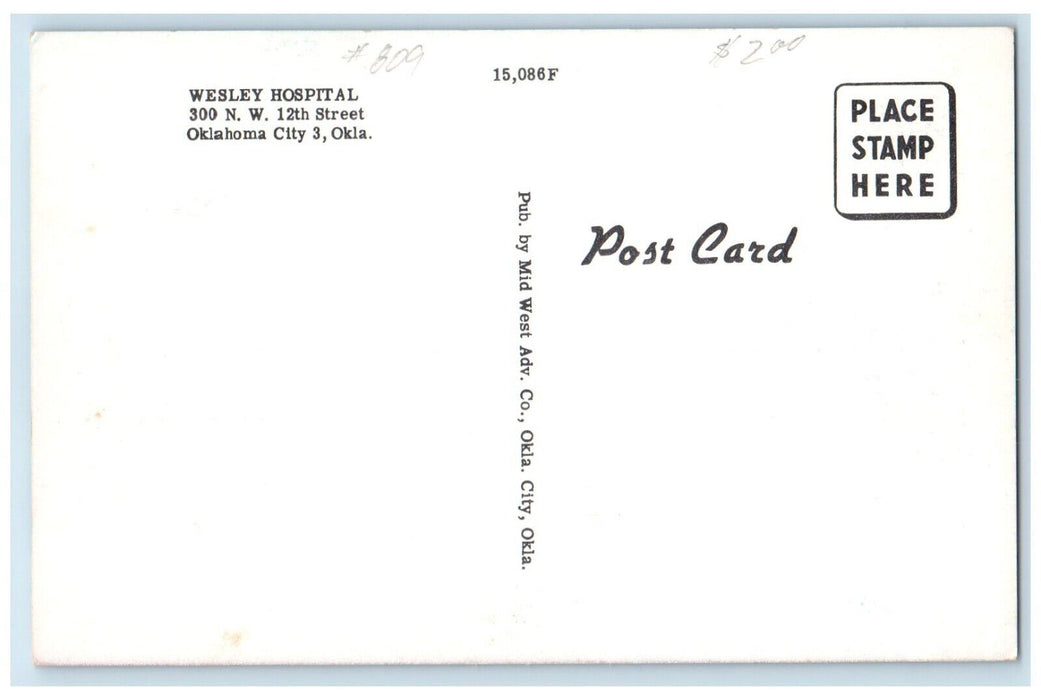 # 809
$ 2 00
15,086F
WESLEY HOSPITAL
300 N. W. 12th Street
Oklahoma City 3, Okla.
PLACE
STAMP
HERE
Post Card
Pub. by Mid West Adv. Co., Okla. City, Okla.